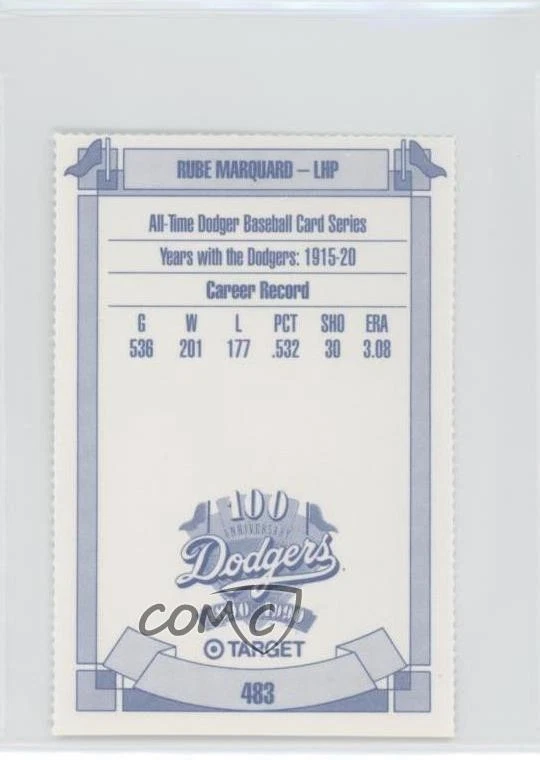 RUBE MARQUARD – LHP
All-Time Dodger Baseball Card Series
Years with the Dodgers: 1915-20
Career Record
G W L PCT SHO ERA
536 201 177 .532 30 3.08
100
ANNIVERSARY
Dodgers
COMC
TARGET
483